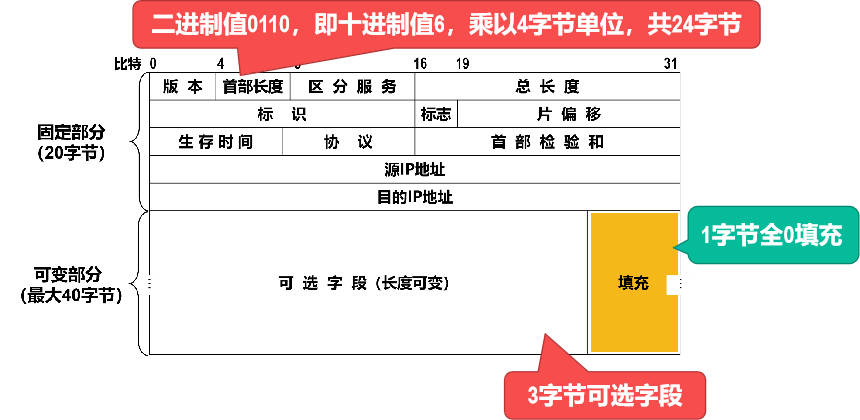 二进制值0110，即十进制值6，乘以4字节单位，共24字节
比特 0 4 16 19 31
版 本 首部长度 区 分 服 务 总 长 度
标 识 标志 片 偏 移
固定部分
(20字节)
生 存 时 间 协 议 首 部 检 验 和
源IP地址
目的IP地址
1字节全0填充
可变部分
(最大40字节)
可 选 字 段 (长度可变) 填充
3字节可选字段